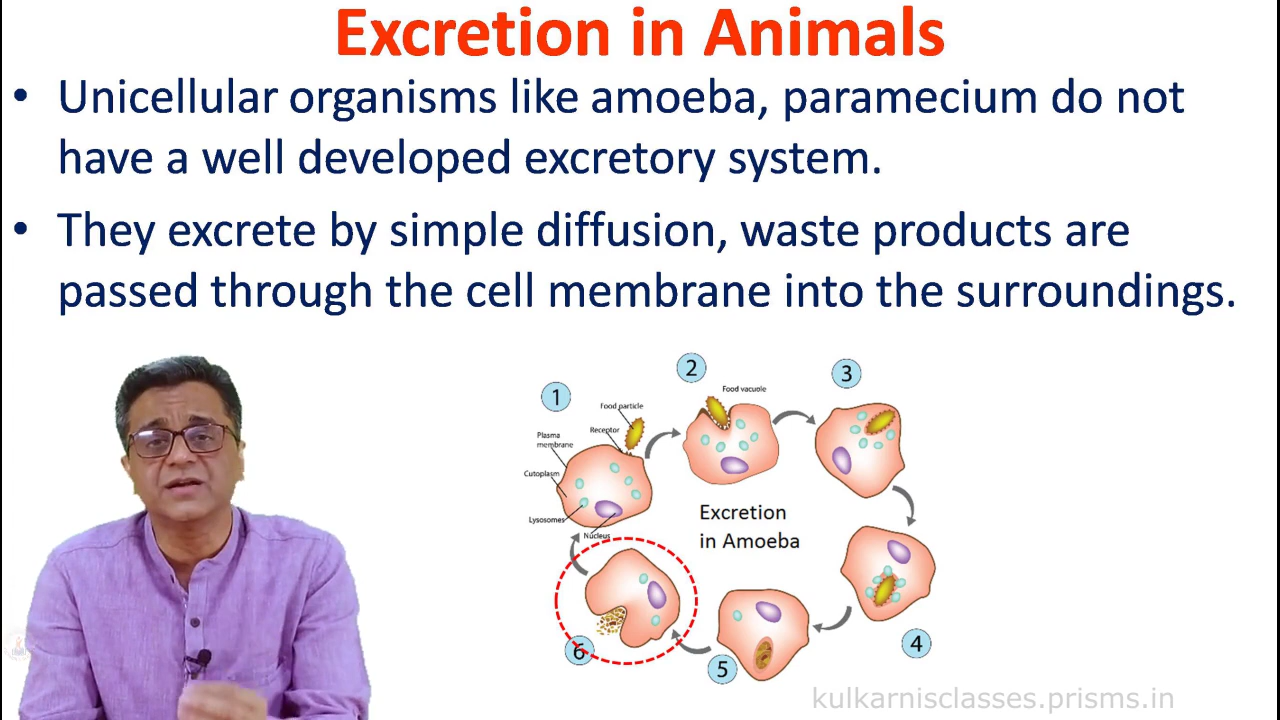 Excretion in Animals
• Unicellular organisms like amoeba, paramecium do not
have a well developed excretory system.
• They excrete by simple diffusion, waste products are
passed through the cell membrane into the surroundings.
1
2
3
Food vacuole
Food particle
Receptor
Plasma
membrane
Cutoplasm
Lysosomes
Nucleus
Excretion
in Amoeba
6
5
4
kulkarnisclasses.prisms.in